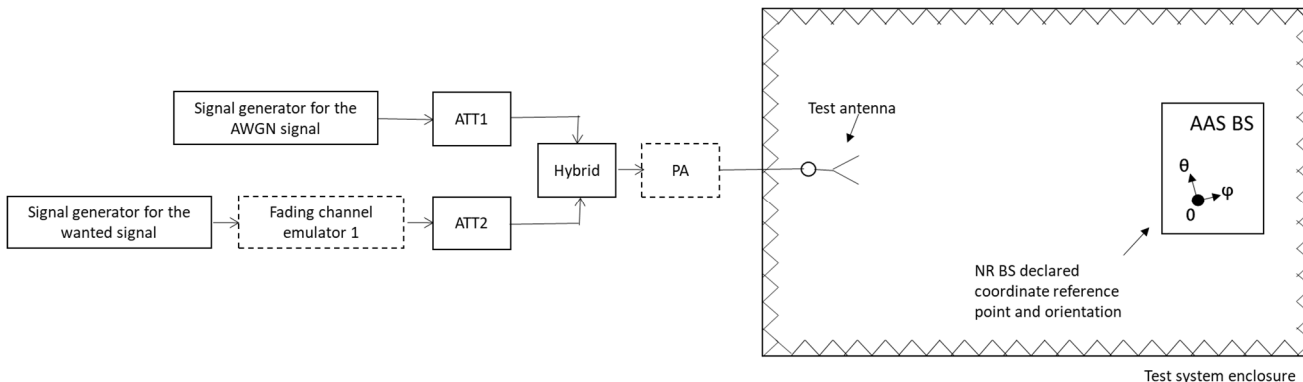 Signal generator for the
AWGN signal
ATT1
Hybrid
PA
Signal generator for the
wanted signal
Fading channel
emulator 1
ATT2
Test antenna
AAS BS
θ
φ
0
NR BS declared
coordinate reference
point and orientation
Test system enclosure